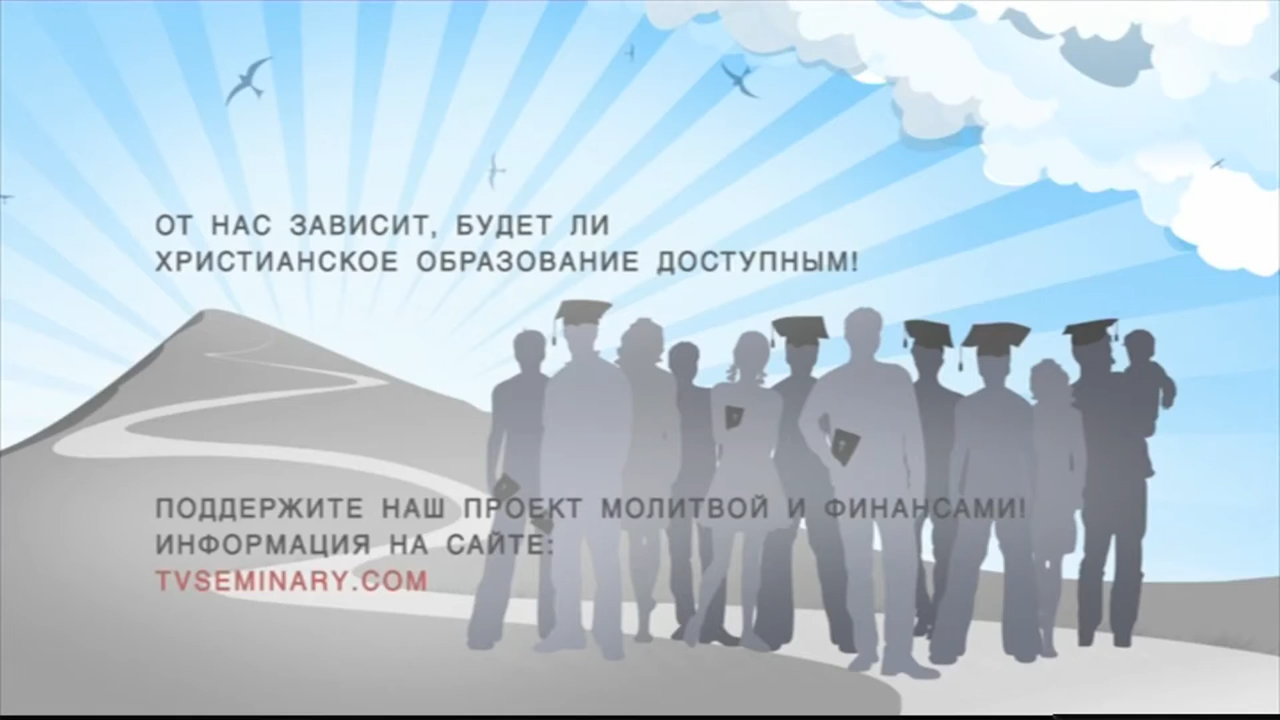 ОТ НАС ЗАВИСИТ, БУДЕТ ЛИ
ХРИСТИАНСКОЕ ОБРАЗОВАНИЕ ДОСТУПНЫМ!
ПОДДЕРЖИТЕ НАШ ПРОЕКТ МОЛИТВОЙ И ФИНАНСАМИ!
ИНФОРМАЦИЯ НА САЙТЕ:
TVSEMINARY.COM